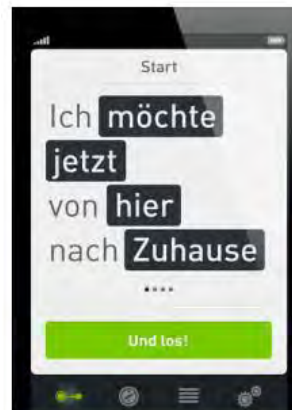 Start
Ich möchte
jetzt
von hier
nach Zuhause
Und los!